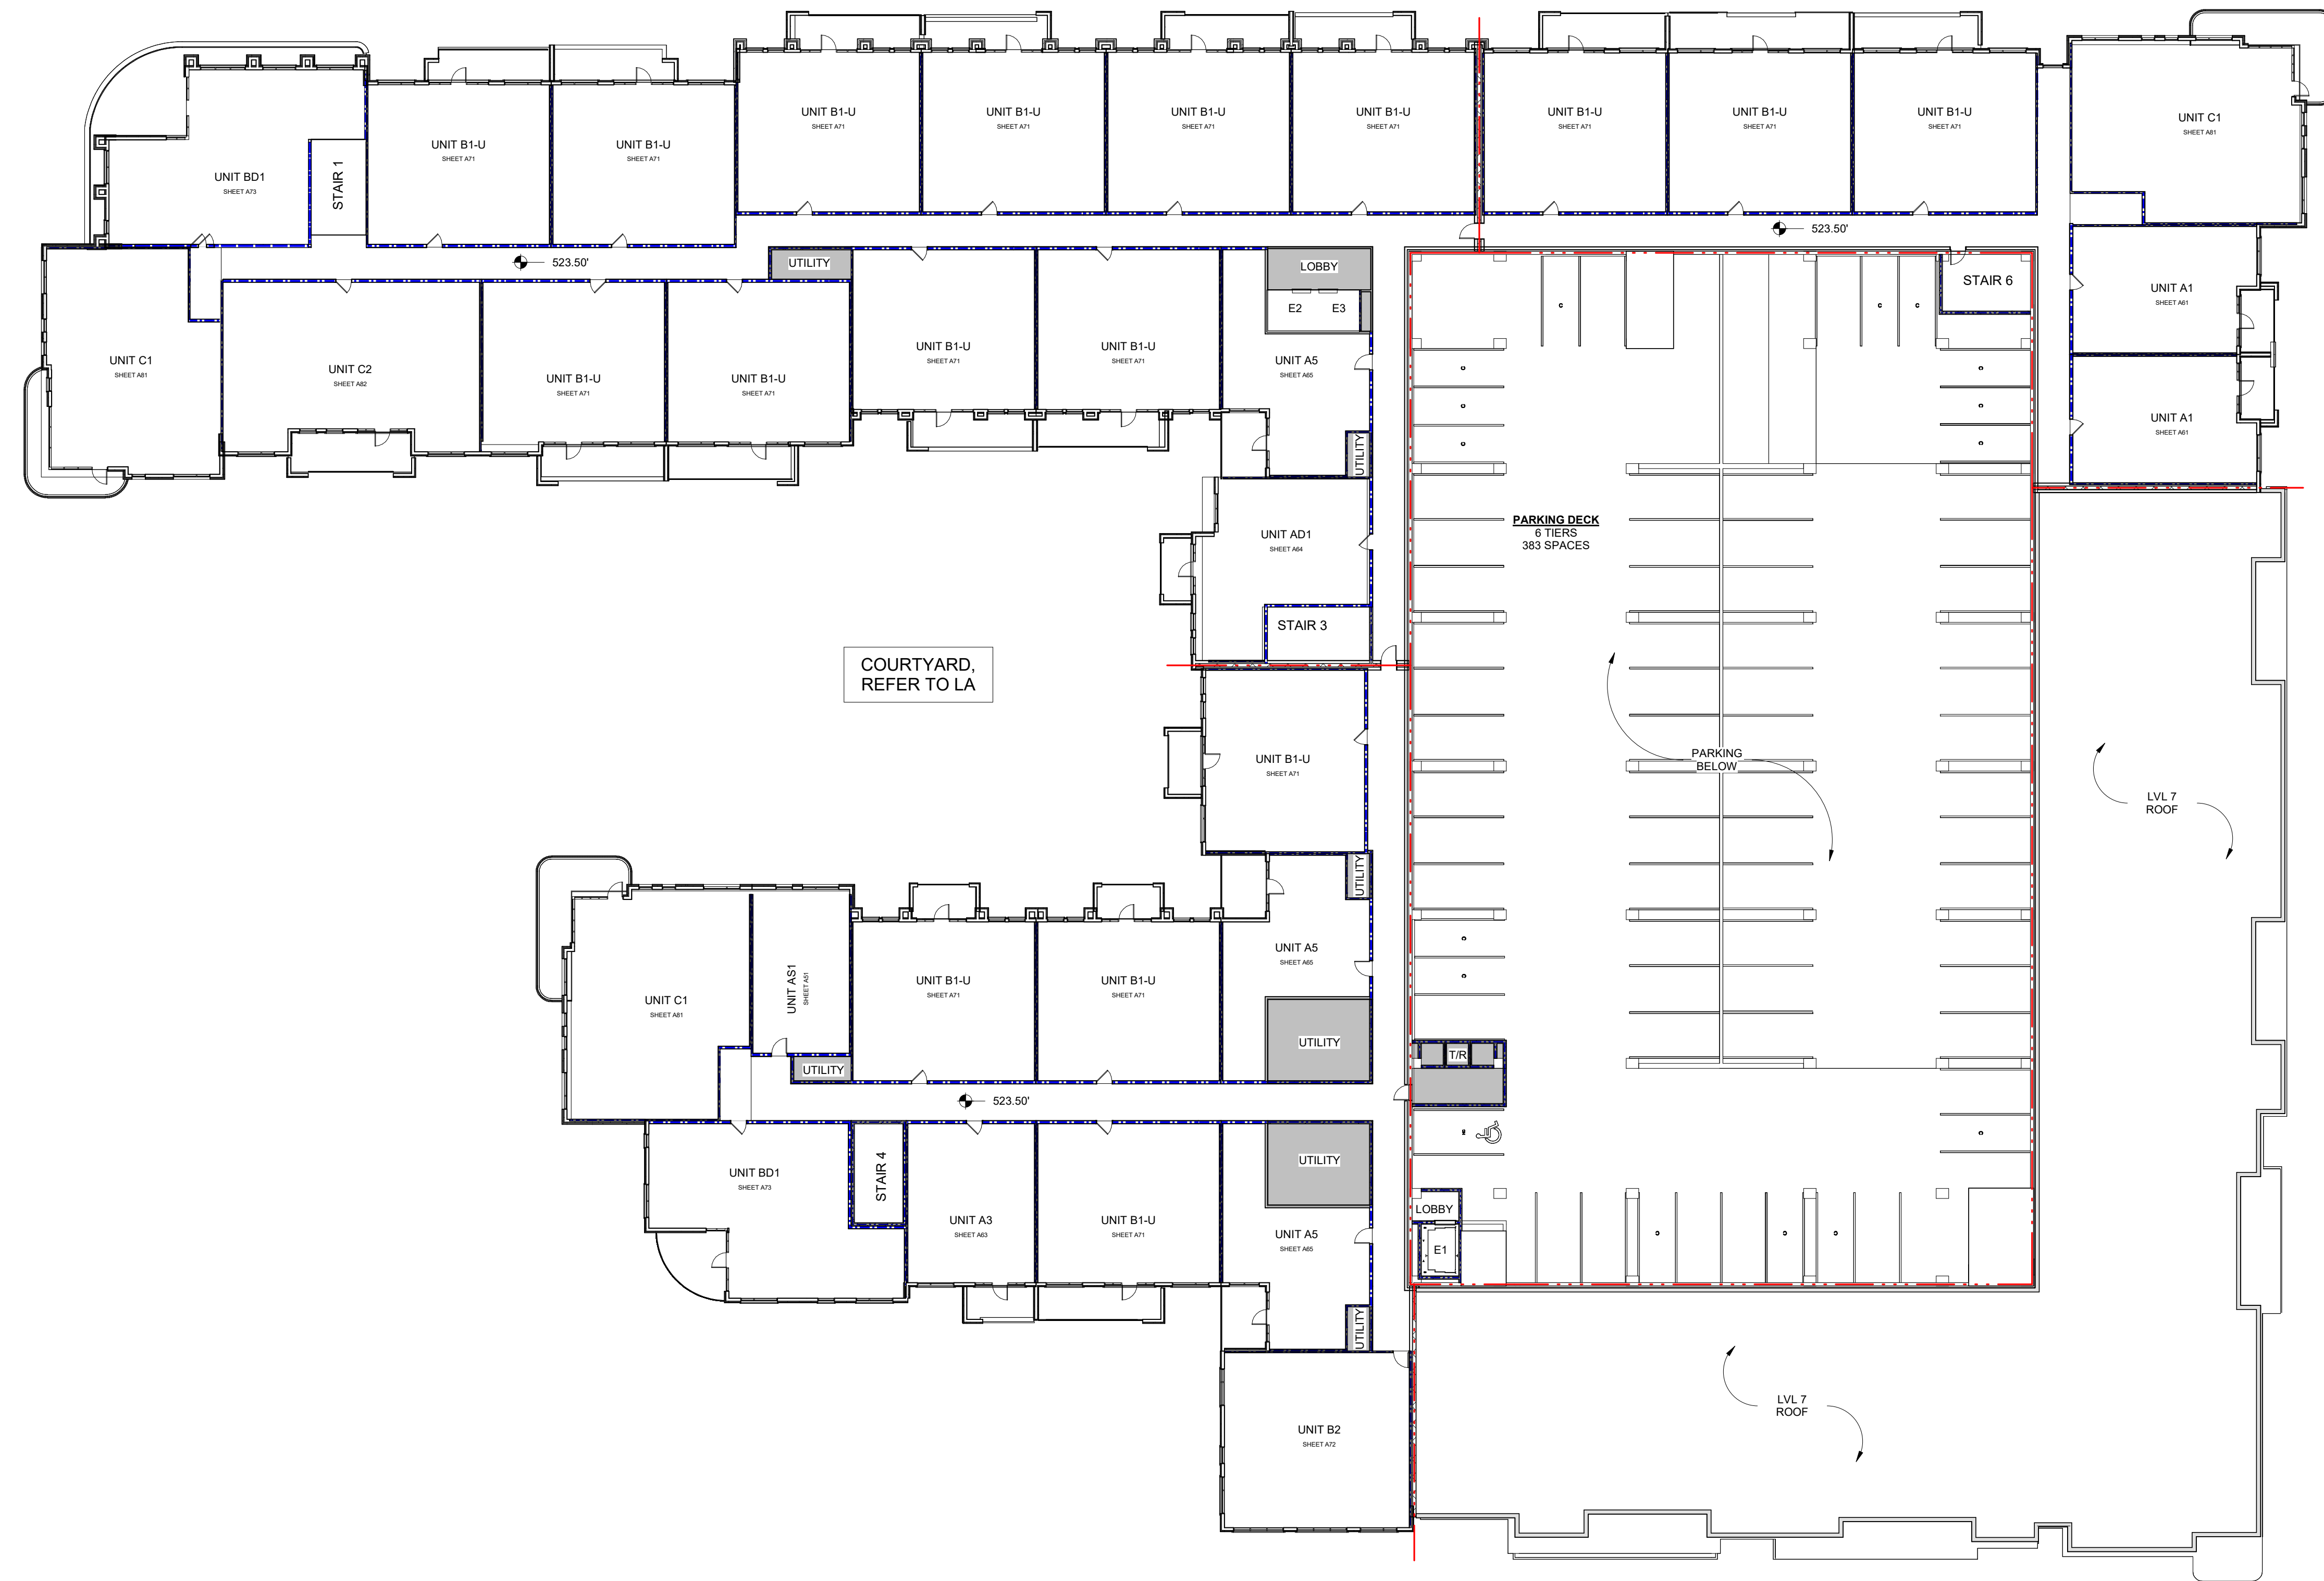 UNIT B1-U
SHEET A71
UNIT B1-U
SHEET A71
UNIT B1-U
SHEET A71
UNIT B1-U
SHEET A71
UNIT B1-U
SHEET A71
UNIT B1-U
SHEET A71
UNIT B1-U
SHEET A71
UNIT C1
SHEET A81
UNIT B1-U
SHEET A71
UNIT B1-U
SHEET A71
UNIT BD1
SHEET A73
STAIR 1
523.50'
523.50'
UTILITY
LOBBY
E2
E3
STAIR 6
UNIT A1
SHEET A61
UNIT C1
SHEET A81
UNIT C2
SHEET A82
UNIT B1-U
SHEET A71
UNIT B1-U
SHEET A71
UNIT B1-U
SHEET A71
UNIT B1-U
SHEET A71
UNIT A5
SHEET A65
UNIT A1
SHEET A61
UTILITY
PARKING DECK
6 TIERS
383 SPACES
UNIT AD1
SHEET A64
STAIR 3
COURTYARD,
REFER TO LA
UNIT B1-U
SHEET A71
PARKING
BELOW
LVL 7
ROOF
UTILITY
UNIT C1
SHEET A81
UNIT AS1
SHEET A51
UNIT B1-U
SHEET A71
UNIT B1-U
SHEET A71
UNIT A5
SHEET A65
UTILITY
T/R
UTILITY
523.50'
UNIT BD1
SHEET A73
STAIR 4
UNIT A3
SHEET A63
UNIT B1-U
SHEET A71
UTILITY
UNIT A5
SHEET A65
UTILITY
LOBBY
E1
LVL 7
ROOF
UNIT B2
SHEET A72